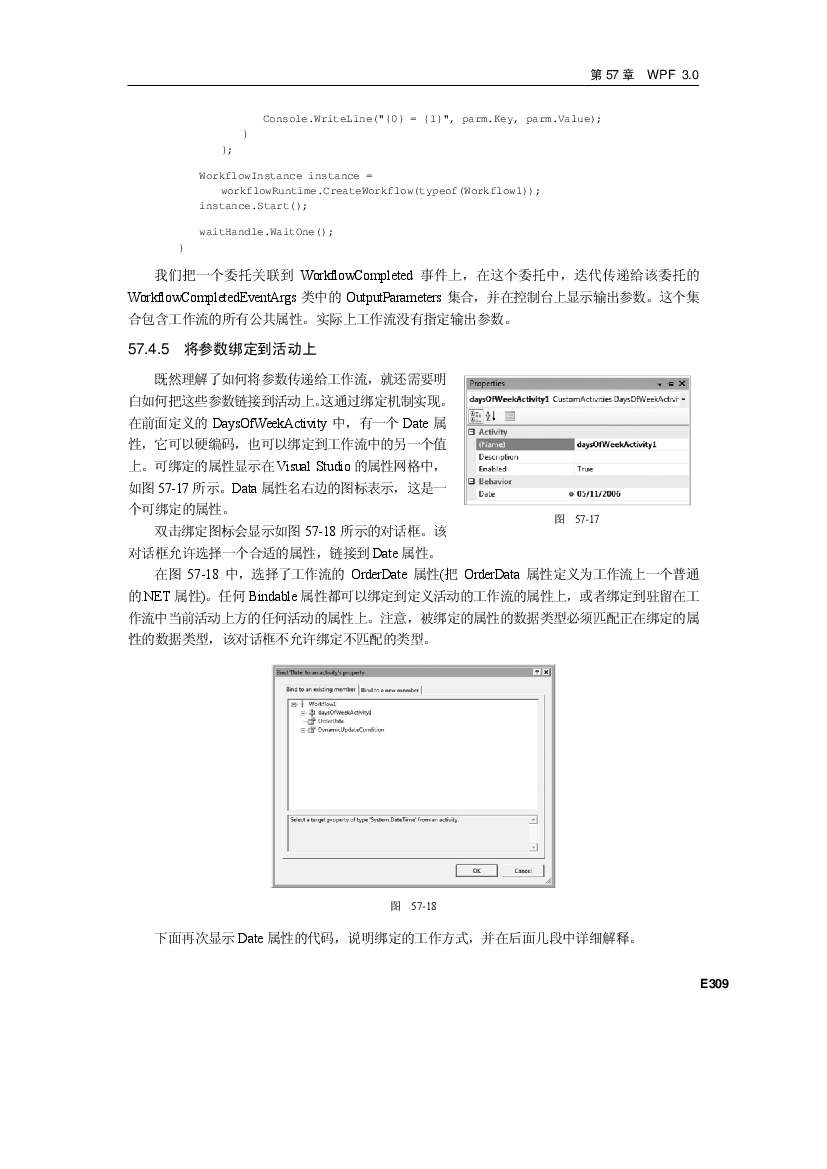 第 57 章 WPF 3.0
Console.WriteLine("{0} = {1}", parm.Key, parm.Value);
}
};
WorkflowInstance instance =
workflowRuntime.CreateWorkflow(typeof(Workflow1));
instance.Start();
waitHandle.WaitOne();
}
我们把一个委托关联到 WorkflowCompleted 事件上，在这个委托中，迭代传递给该委托的
WorkflowCompletedEventArgs 类中的 OutputParameters 集合，并在控制台上显示输出参数。这个集
合包含工作流的所有公共属性。实际上工作流没有指定输出参数。
57.4.5 将参数绑定到活动上
既然理解了如何将参数传递给工作流，就还需要明
白如何把这些参数链接到活动上。这通过绑定机制实现。
在前面定义的 DaysOfWeekActivity 中，有一个 Date 属
性，它可以硬编码，也可以绑定到工作流中的另一个值
上。可绑定的属性显示在 Visual Studio 的属性网格中，
如图 57-17 所示。Data 属性名右边的图标表示，这是一
个可绑定的属性。
Properties
daysOfWeekActivity1 CustomActivities.DaysOfWeekActivi
Activity
(Name) daysOfWeekActivity1
Description
Enabled True
Behavior
Date 05/11/2006
图 57-17
双击绑定图标会显示如图 57-18 所示的对话框。该
对话框允许选择一个合适的属性，链接到 Date 属性。
在图 57-18 中，选择了工作流的 OrderDate 属性(把 OrderData 属性定义为工作流上一个普通
的.NET 属性)。任何 Bindable 属性都可以绑定到定义活动的工作流的属性上，或者绑定到驻留在工
作流中当前活动上方的任何活动的属性上。注意，被绑定的属性的数据类型必须匹配正在绑定的属
性的数据类型，该对话框不允许绑定不匹配的类型。
Bind 'Date' to an activity's property
Bind to an existing member Bind to a new member
Workflow1
daysOfWeekActivity1
OrderDate
DynamicUpdateCondition
Select a target property of type 'System.DateTime' from an activity.
OK Cancel
图 57-18
下面再次显示 Date 属性的代码，说明绑定的工作方式，并在后面几段中详细解释。
E309